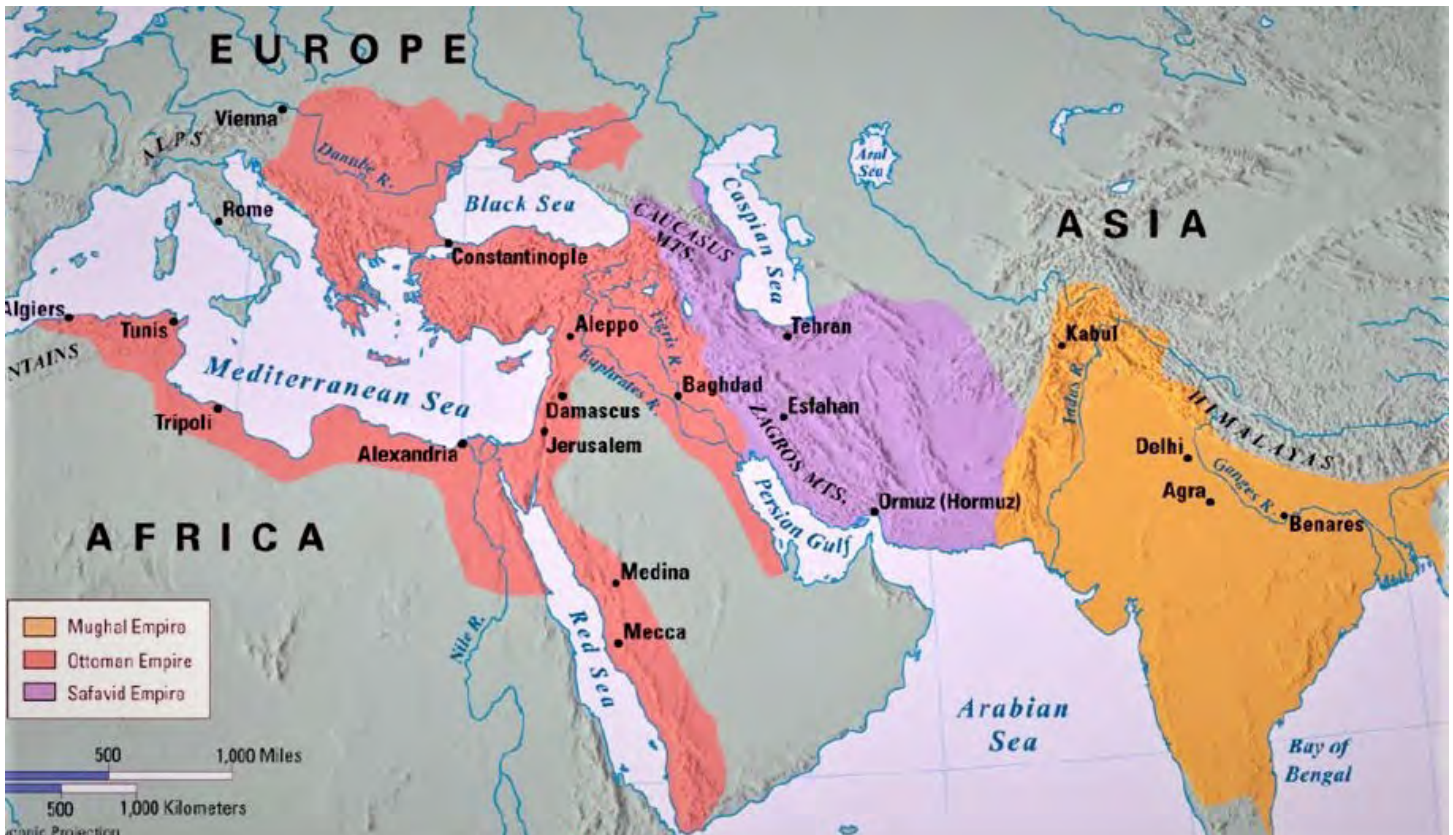 EUROPE
Vienna
ALPS
Danube R.
Black Sea
Rome
Constantinople
CAUCASUS
MTS.
Caspian Sea
Aral
Sea
ASIA
Algiers
Tunis
NTAINS
Mediterranean Sea
Aleppo
Tigris R.
Euphrates R.
Baghdad
Tehran
Esfahan
ZAGROS MTS.
Kabul
Indus R.
HIMALAYAS
Tripoli
Alexandria
Damascus
Jerusalem
Persian Gulf
Ormuz (Hormuz)
Delhi
Agra
Ganges R.
Benares
AFRICA
Medina
Mecca
Nile R.
Red Sea
Arabian
Sea
Bay of
Bengal
Mughal Empire
Ottoman Empire
Safavid Empire
500 1,000 Miles
500 1,000 Kilometers
Projection